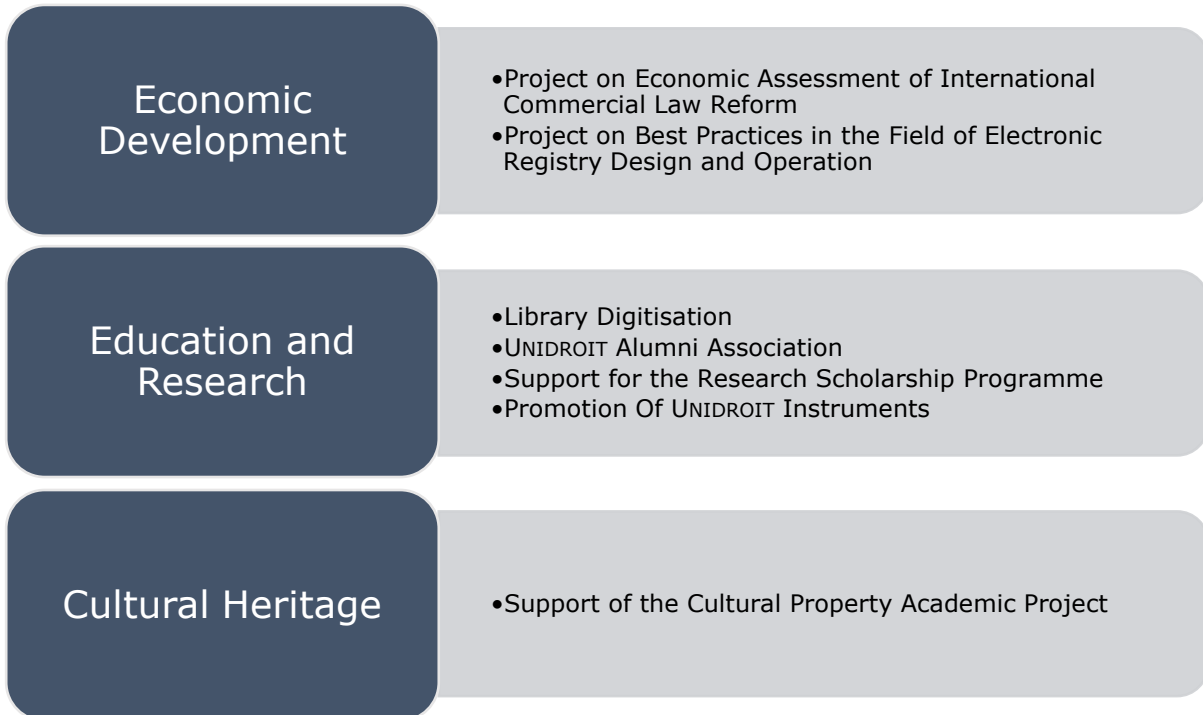 Economic
Development
•Project on Economic Assessment of International
Commercial Law Reform
•Project on Best Practices in the Field of Electronic
Registry Design and Operation
Education and
Research
•Library Digitisation
•UNIDROIT Alumni Association
•Support for the Research Scholarship Programme
•Promotion Of UNIDROIT Instruments
Cultural Heritage
•Support of the Cultural Property Academic Project